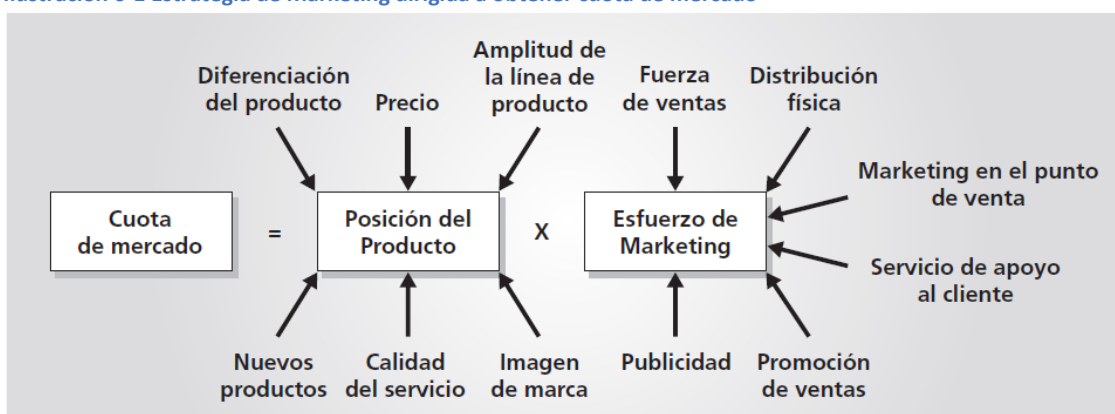 Ilustración Estrategia de Marketing dirigida a obtener cuota de mercado
Diferenciación
del producto
Precio
Amplitud de
la línea de
producto
Fuerza
de ventas
Distribución
física
Marketing en el punto
de venta
Cuota
de mercado
=
Posición del
Producto
X
Esfuerzo de
Marketing
Servicio de apoyo
al cliente
Nuevos
productos
Calidad
del servicio
Imagen
de marca
Publicidad
Promoción
de ventas